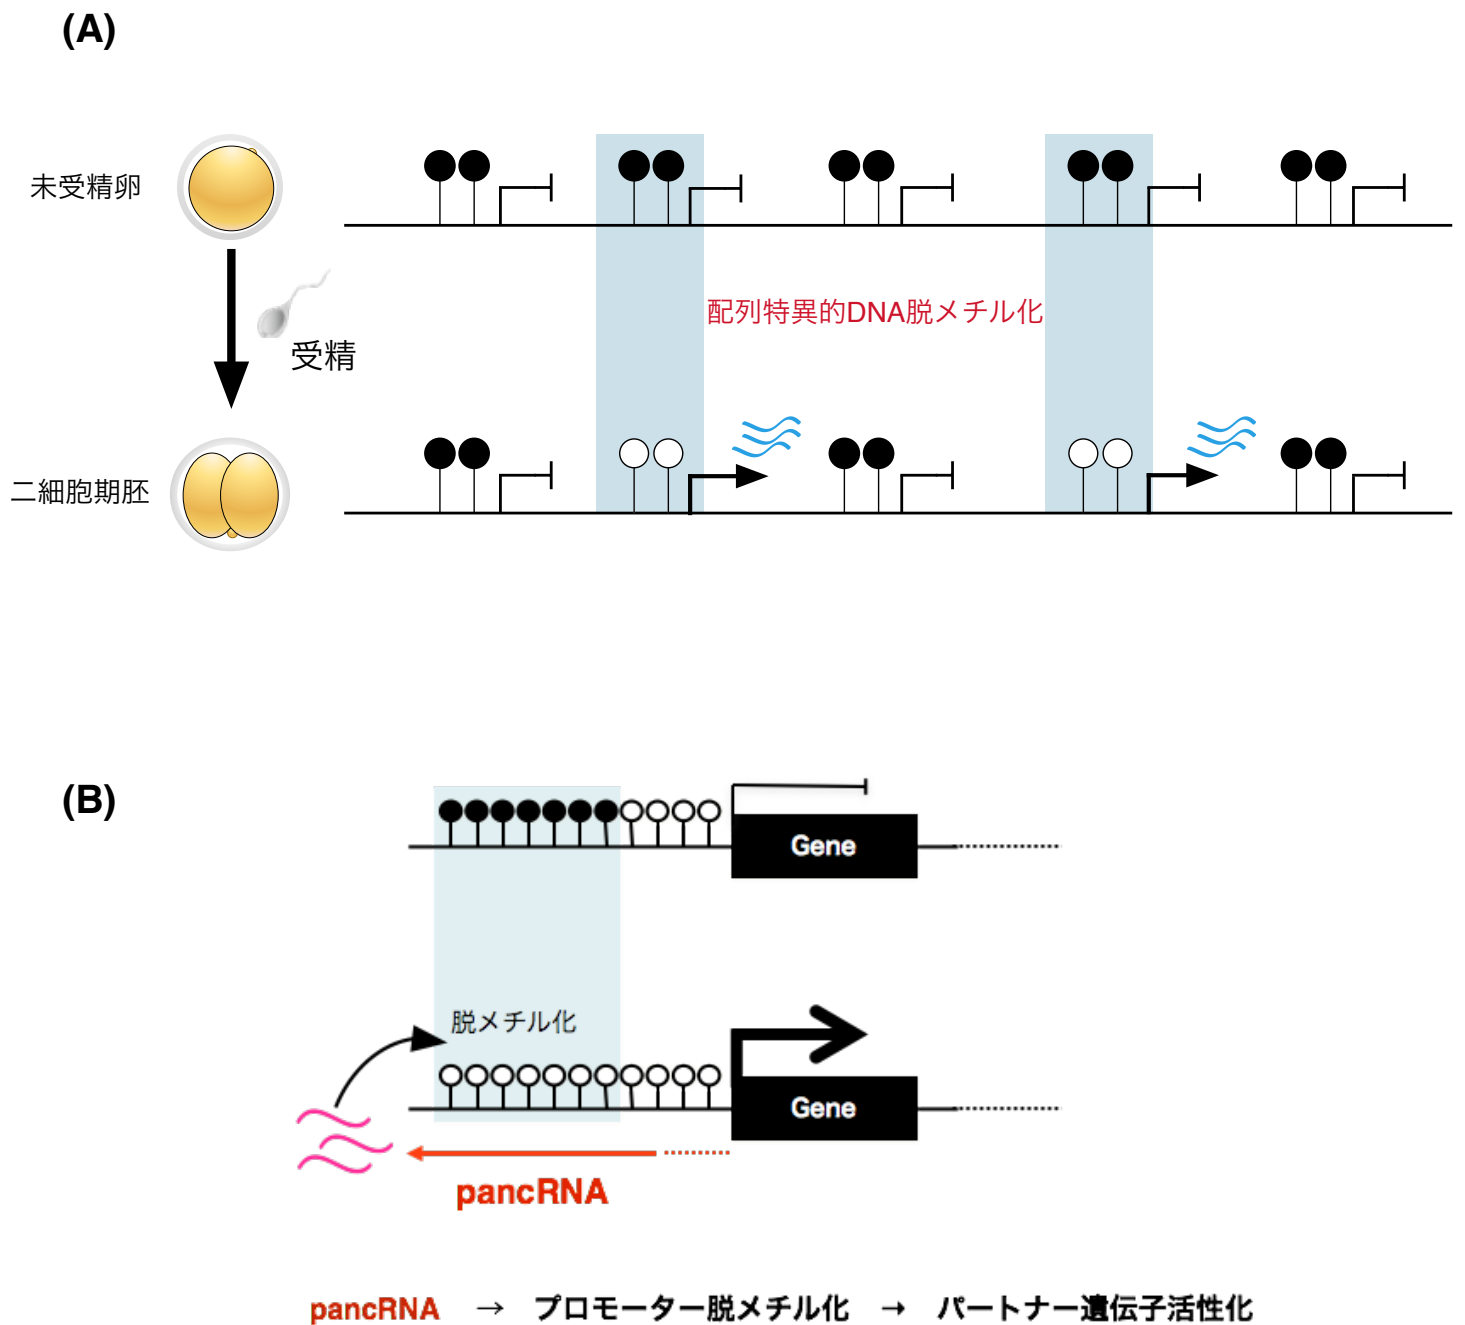 (A)
未受精卵
配列特異的DNA脱メチル化
受精
二細胞期胚
(B)
Gene
脱メチル化
Gene
pancRNA
pancRNA → プロモーター脱メチル化 → パートナー遺伝子活性化